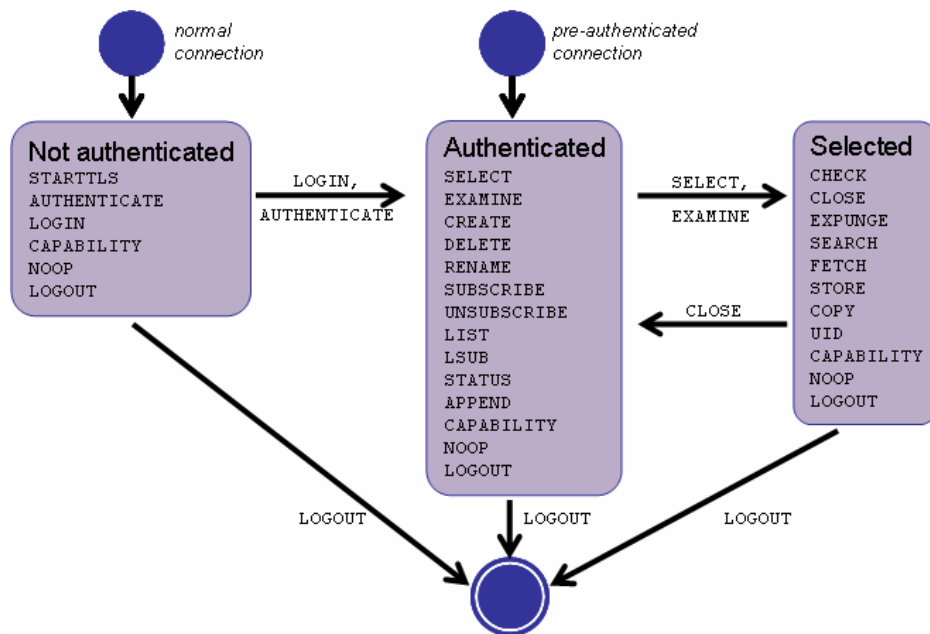 normal
connection
pre-authenticated
connection
Not authenticated
STARTTLS
AUTHENTICATE
LOGIN
CAPABILITY
NOOP
LOGOUT
LOGIN,
AUTHENTICATE
Authenticated
SELECT
EXAMINE
CREATE
DELETE
RENAME
SUBSCRIBE
UNSUBSCRIBE
LIST
LSUB
STATUS
APPEND
CAPABILITY
NOOP
LOGOUT
SELECT,
EXAMINE
CLOSE
Selected
CHECK
CLOSE
EXPUNGE
SEARCH
FETCH
STORE
COPY
UID
CAPABILITY
NOOP
LOGOUT
LOGOUT
LOGOUT
LOGOUT